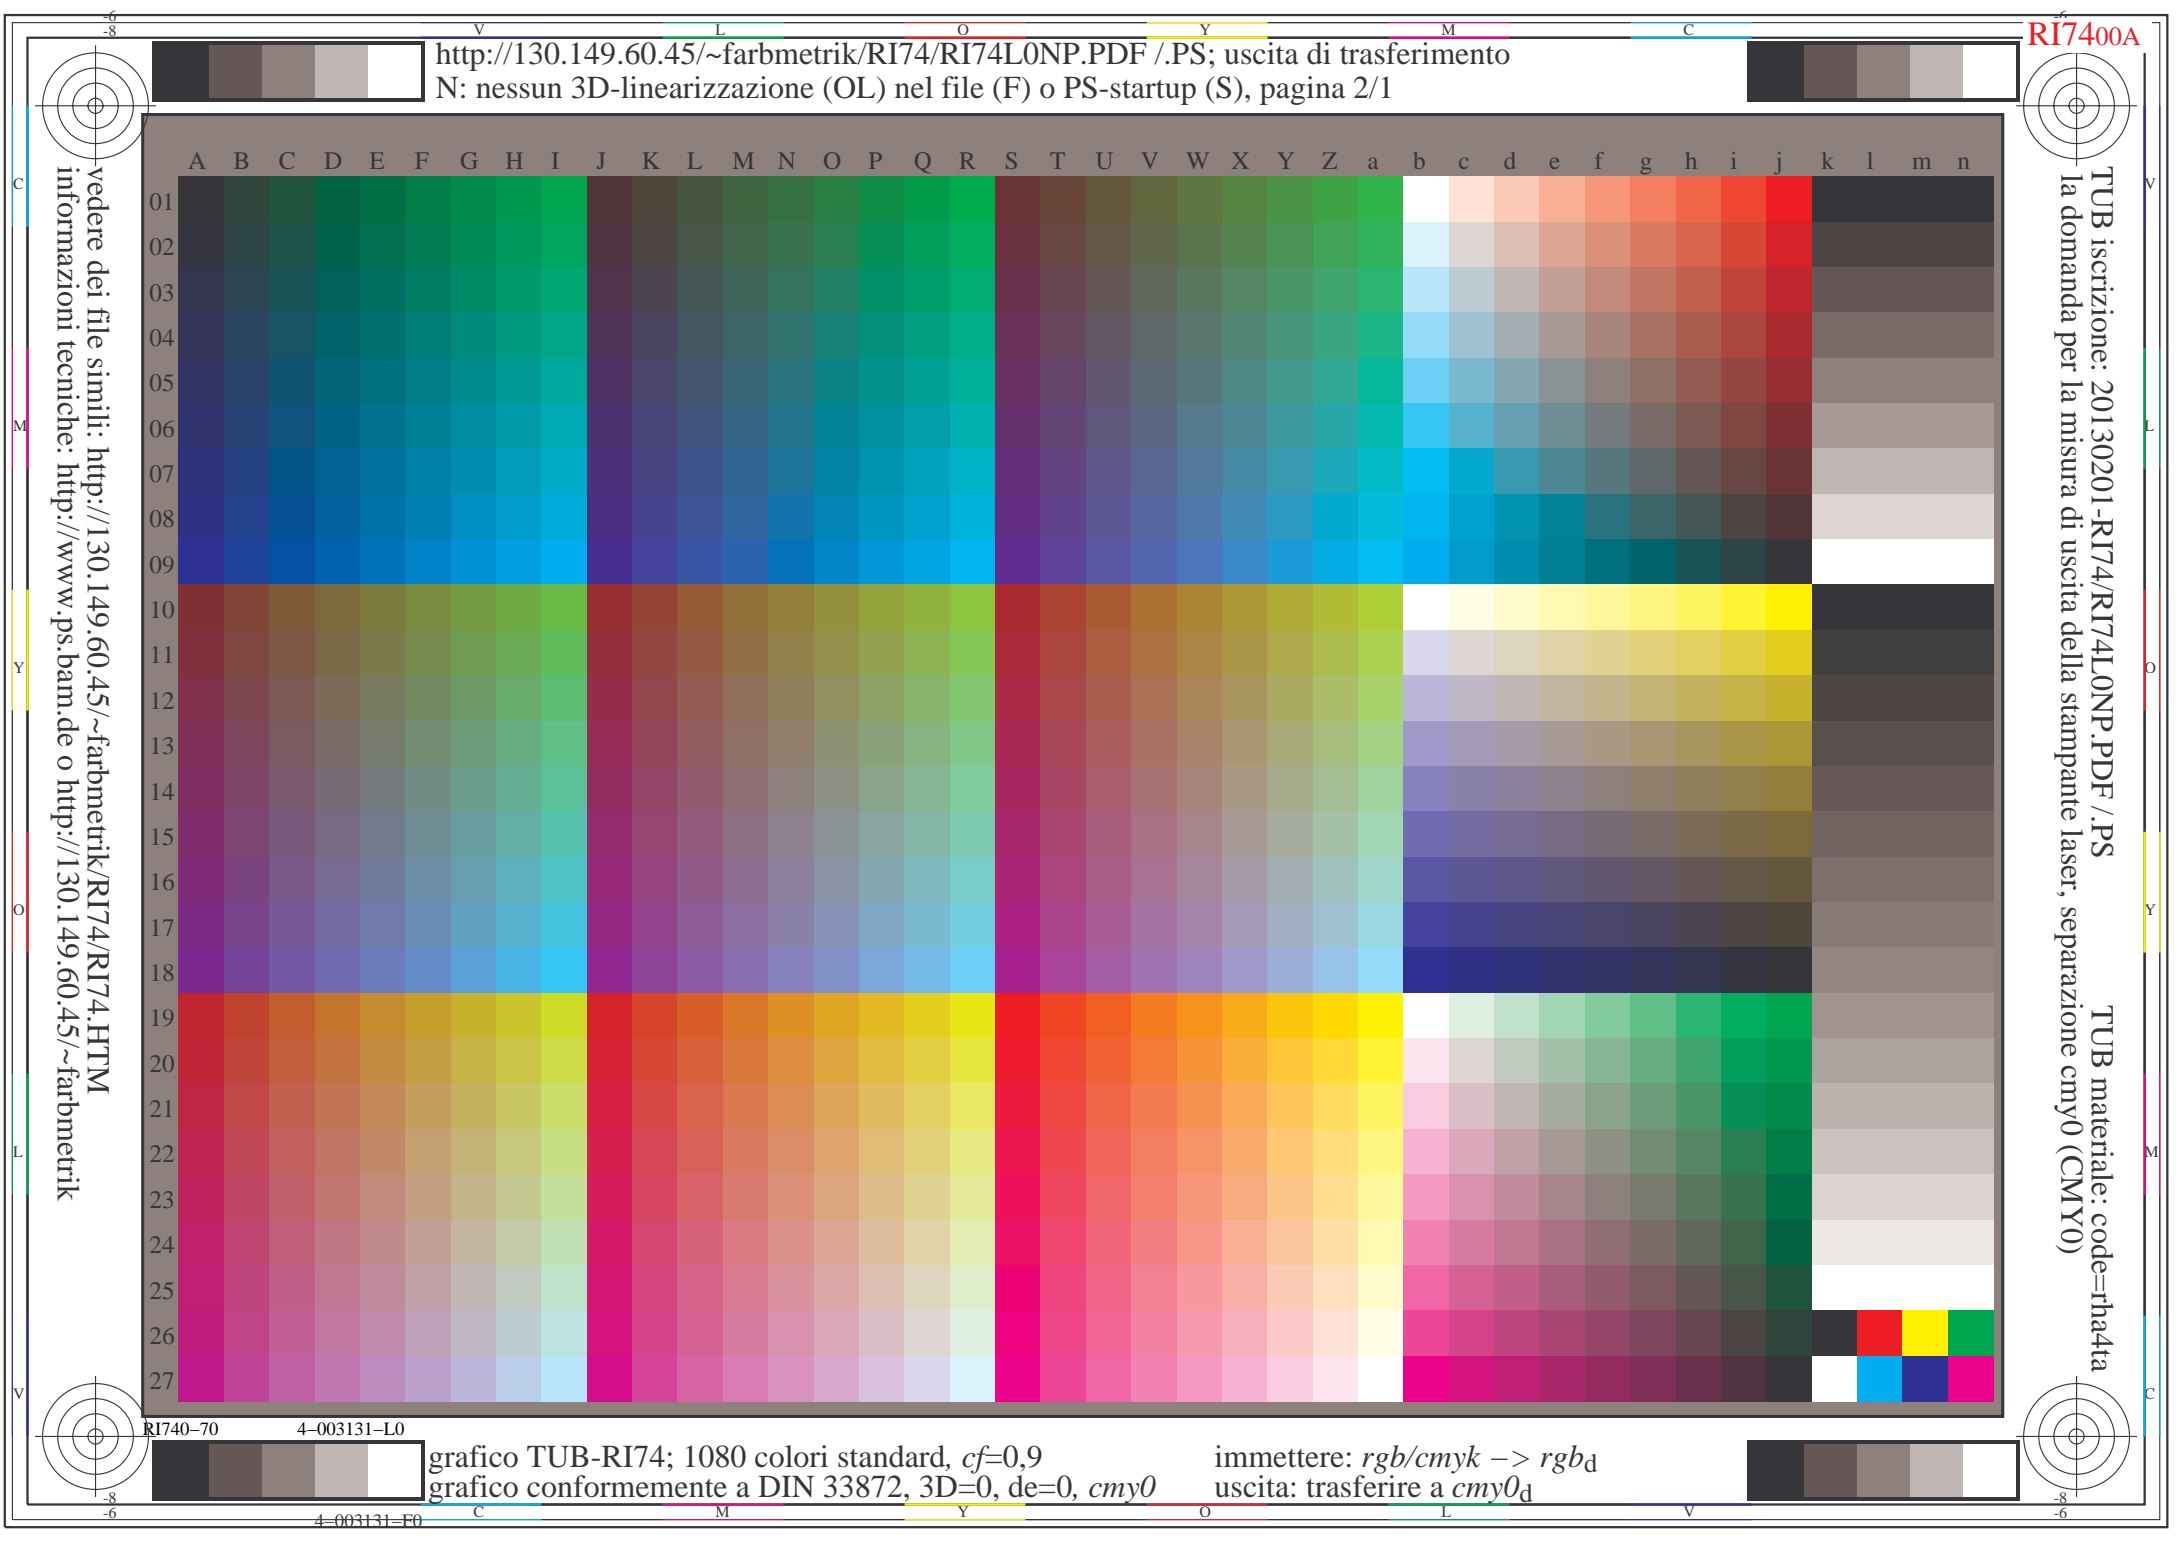 -6
-8
V L O Y M C
-6
RI7400A
http://130.149.60.45/~farbmetrik/RI74/RI74L0NP.PDF /.PS; uscita di trasferimento
N: nessun 3D-linearizzazione (OL) nel file (F) o PS-startup (S), pagina 2/1
A B C D E F G H I J K L M N O P Q R S T U V W X Y Z a b c d e f g h i j k l m n
01
02
03
04
05
06
07
08
09
10
11
12
13
14
15
16
17
18
19
20
21
22
23
24
25
26
27
C
M
Y
O
L
V
vedere dei file simili: http://130.149.60.45/~farbmetrik/RI74/RI74.HTM
informazioni tecniche: http://www.ps.bam.de o http://130.149.60.45/~farbmetrik
TUB iscrizione: 20130201-RI74/RI74L0NP.PDF /.PS TUB materiale: code=rha4ta
la domanda per la misura di uscita della stampante laser, separazione cmy0 (CMY0)
V
L
O
Y
M
C
RI740–70 4–003131–L0
grafico TUB-RI74; 1080 colori standard, cf=0,9 immettere: rgb/cmyk –> rgbd
grafico conformemente a DIN 33872, 3D=0, de=0, cmy0 uscita: trasferire a cmy0d
-8
-6
4–003131–F0
C M Y O L V
-8
-6